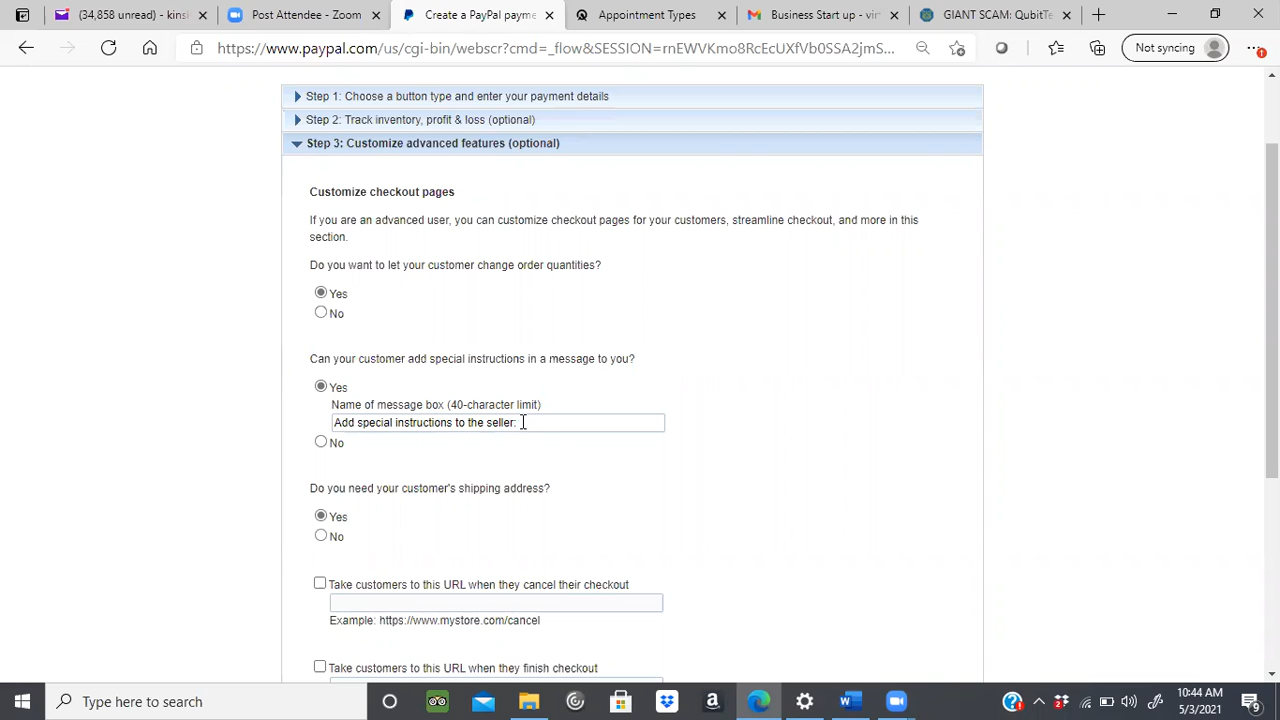 (34,858 unread) - kinsl
Post Attendee - Zoom
Create a PayPal payme
Appointment Types
Business Start up - vir
GIANT SCAM: QubitTe
https://www.paypal.com/us/cgi-bin/webscr?cmd=_flow&SESSION=rnEWVKmo8RcEcUXfVb0SSA2jmS...
Not syncing
Step 1: Choose a button type and enter your payment details
Step 2: Track inventory, profit & loss (optional)
Step 3: Customize advanced features (optional)
Customize checkout pages
If you are an advanced user, you can customize checkout pages for your customers, streamline checkout, and more in this
section.
Do you want to let your customer change order quantities?
Yes
No
Can your customer add special instructions in a message to you?
Yes
Name of message box (40-character limit)
Add special instructions to the seller:
No
Do you need your customer's shipping address?
Yes
No
Take customers to this URL when they cancel their checkout
Example: https://www.mystore.com/cancel
Take customers to this URL when they finish checkout
Type here to search
10:44 AM
5/3/2021
9